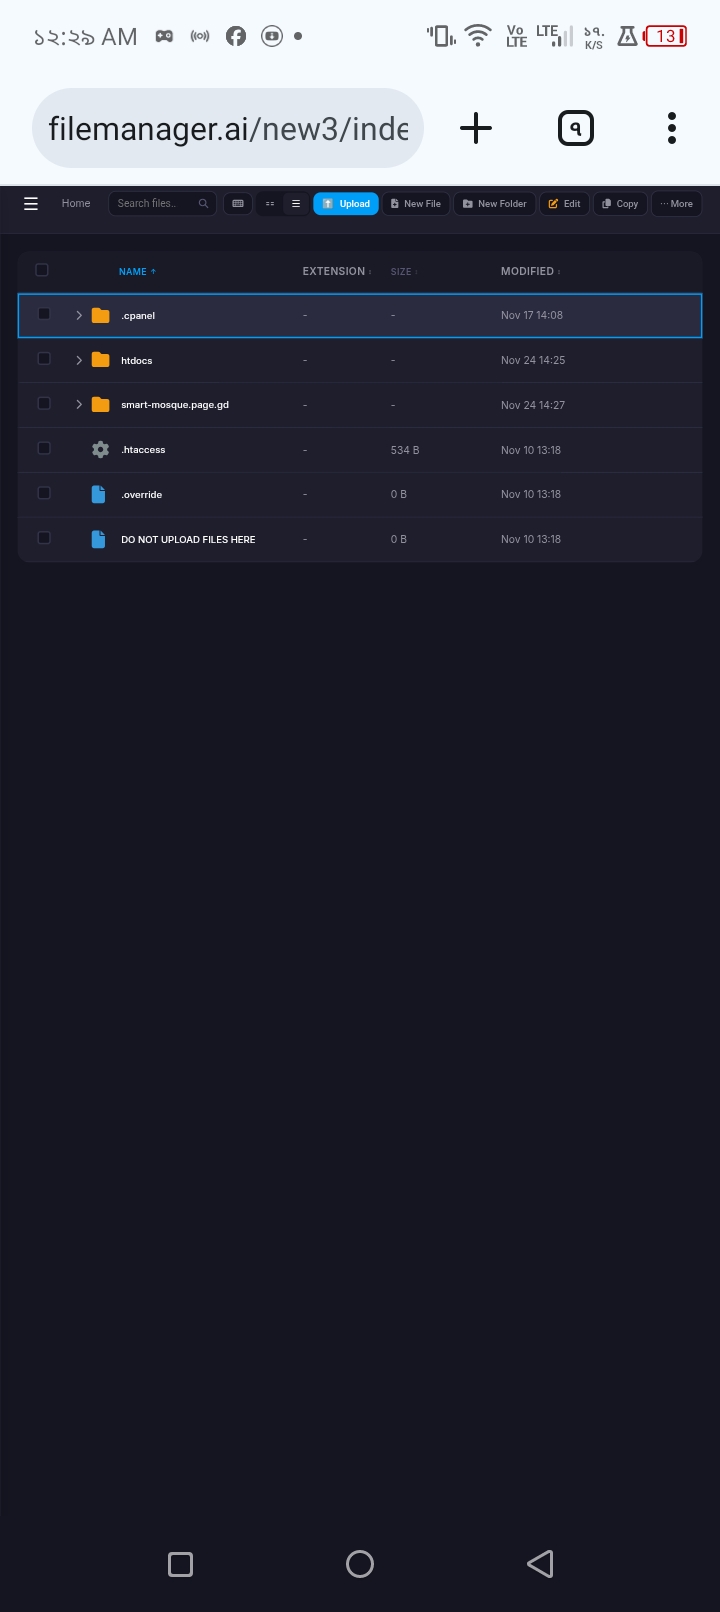 ১২:২৯ AM
Vo LTE LTE ১৭. K/S 13
filemanager.ai/new3/inde
৭
Home Search files.. Upload New File New Folder Edit Copy ··· More
NAME ↑ EXTENSION SIZE MODIFIED
.cpanel - - Nov 17 14:08
htdocs - - Nov 24 14:25
smart-mosque.page.gd - - Nov 24 14:27
.htaccess - 534 B Nov 10 13:18
.override - 0 B Nov 10 13:18
DO NOT UPLOAD FILES HERE - 0 B Nov 10 13:18